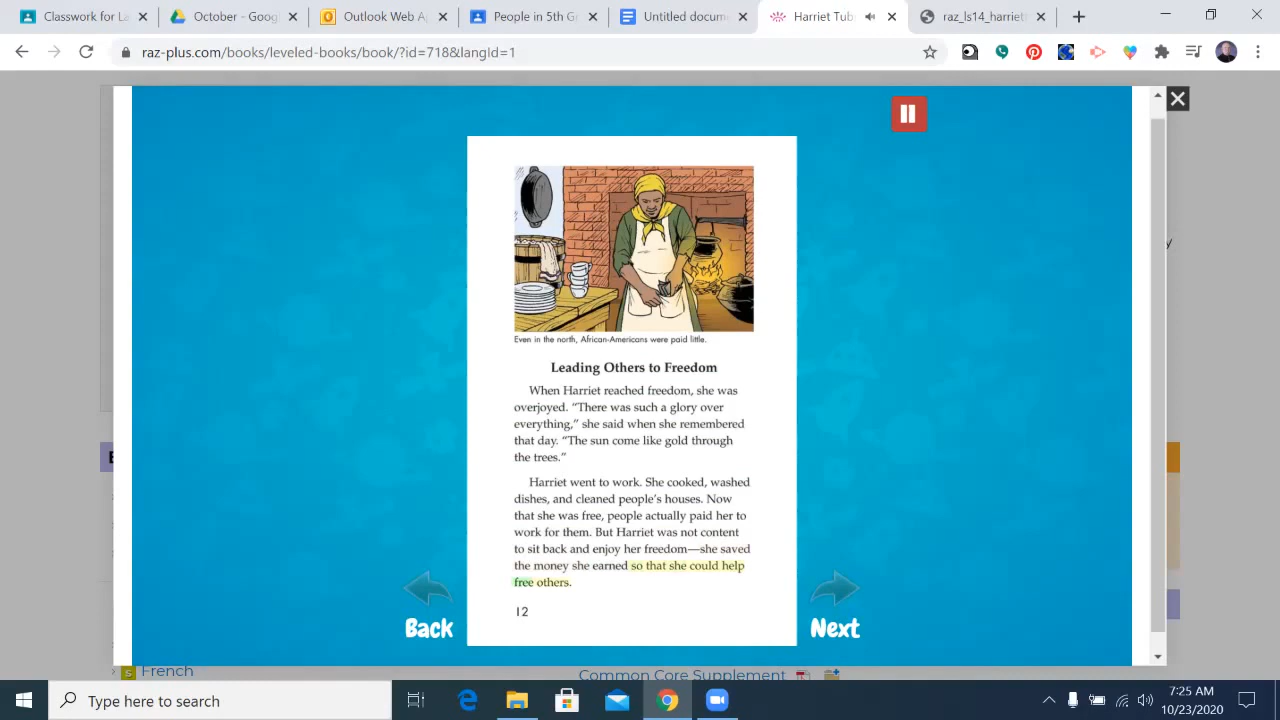 Classwork for La
October - Goog
Outlook Web Ap
People in 5th Gr
Untitled docume
Harriet Tub
raz_ls14_harriet
raz-plus.com/books/leveled-books/book/?id=718&langId=1
Even in the north, African-Americans were paid little.
Leading Others to Freedom
When Harriet reached freedom, she was
overjoyed. “There was such a glory over
everything,” she said when she remembered
that day. “The sun come like gold through
the trees.”
Harriet went to work. She cooked, washed
dishes, and cleaned people’s houses. Now
that she was free, people actually paid her to
work for them. But Harriet was not content
to sit back and enjoy her freedom—she saved
the money she earned so that she could help
free others.
12
Back
Next
French
Common Core Supplement
Type here to search
7:25 AM
10/23/2020